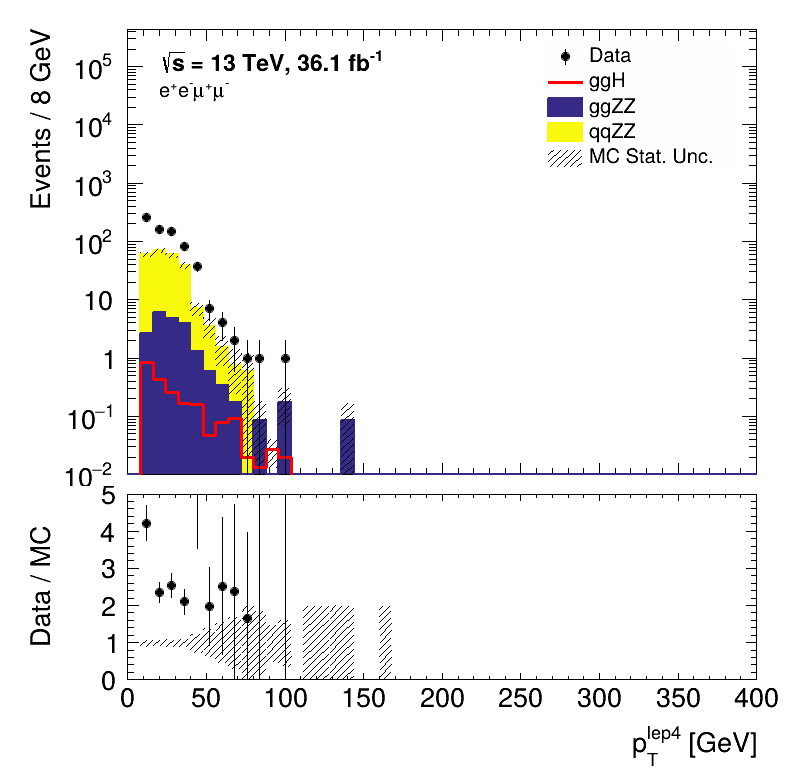 Events / 8 GeV
√s = 13 TeV, 36.1 fb⁻¹
e⁺e⁻μ⁺μ⁻
Data
ggH
ggZZ
qqZZ
MC Stat. Unc.
10⁵
10⁴
10³
10²
10
1
10⁻¹
10⁻²
Data / MC
5
4
3
2
1
0
0 50 100 150 200 250 300 350 400
p_T^lep4 [GeV]